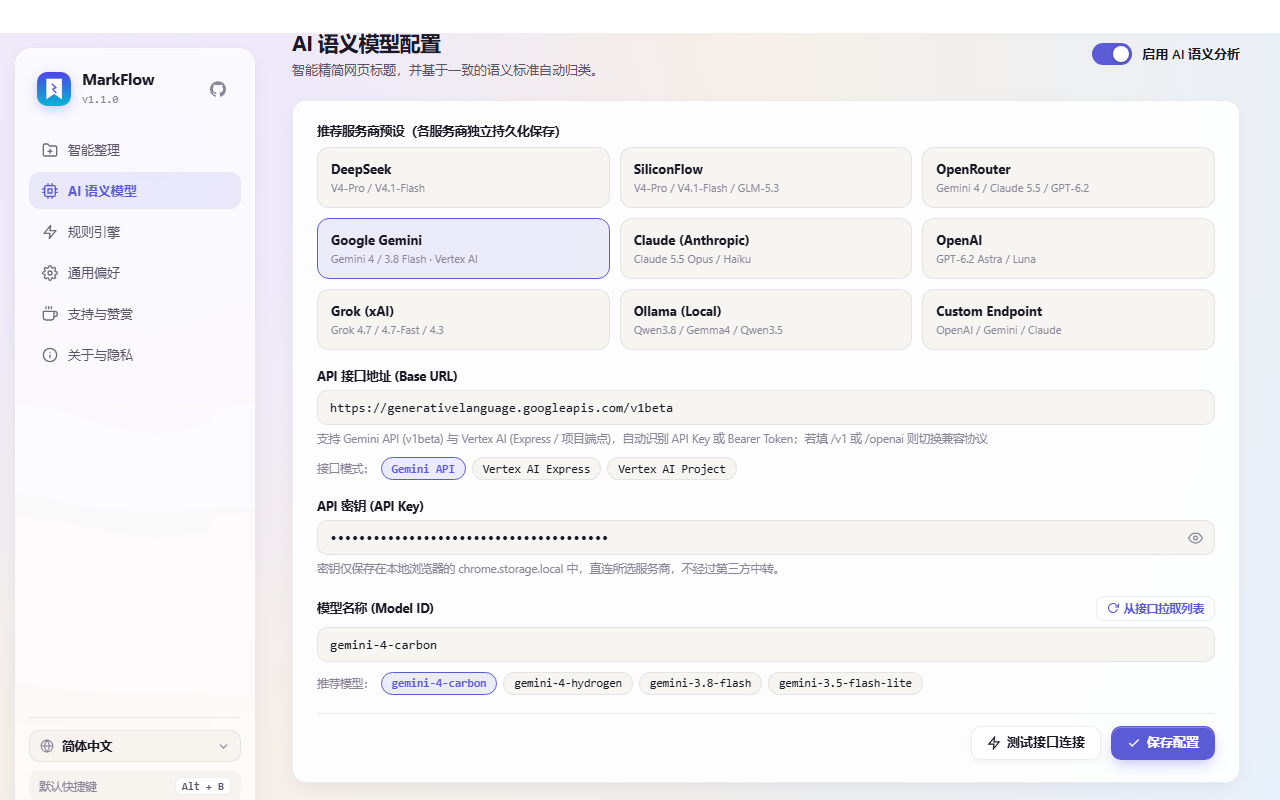 MarkFlow
v1.1.0
智能整理
AI 语义模型
规则引擎
通用偏好
支持与赞赏
关于与隐私
简体中文
默认快捷键
Alt + B
AI 语义模型配置
智能精简网页标题，并基于一致的语义标准自动归类。
启用 AI 语义分析
推荐服务商预设（各服务商独立持久化保存）
DeepSeek
V4-Pro / V4.1-Flash
SiliconFlow
V4-Pro / V4.1-Flash / GLM-5.3
OpenRouter
Gemini 4 / Claude 5.5 / GPT-6.2
Google Gemini
Gemini 4 / 3.8 Flash · Vertex AI
Claude (Anthropic)
Claude 5.5 Opus / Haiku
OpenAI
GPT-6.2 Astra / Luna
Grok (xAI)
Grok 4.7 / 4.7-Fast / 4.3
Ollama (Local)
Qwen3.8 / Gemma4 / Qwen3.5
Custom Endpoint
OpenAI / Gemini / Claude
API 接口地址 (Base URL)
https://generativelanguage.googleapis.com/v1beta
支持 Gemini API (v1beta) 与 Vertex AI (Express / 项目端点)，自动识别 API Key 或 Bearer Token；若填 /v1 或 /openai 则切换兼容协议
接口模式：
Gemini API
Vertex AI Express
Vertex AI Project
API 密钥 (API Key)
密钥仅保存在本地浏览器的 chrome.storage.local 中，直连所选服务商，不经过第三方中转。
模型名称 (Model ID)
从接口拉取列表
gemini-4-carbon
推荐模型：
gemini-4-carbon
gemini-4-hydrogen
gemini-3.8-flash
gemini-3.5-flash-lite
测试接口连接
保存配置